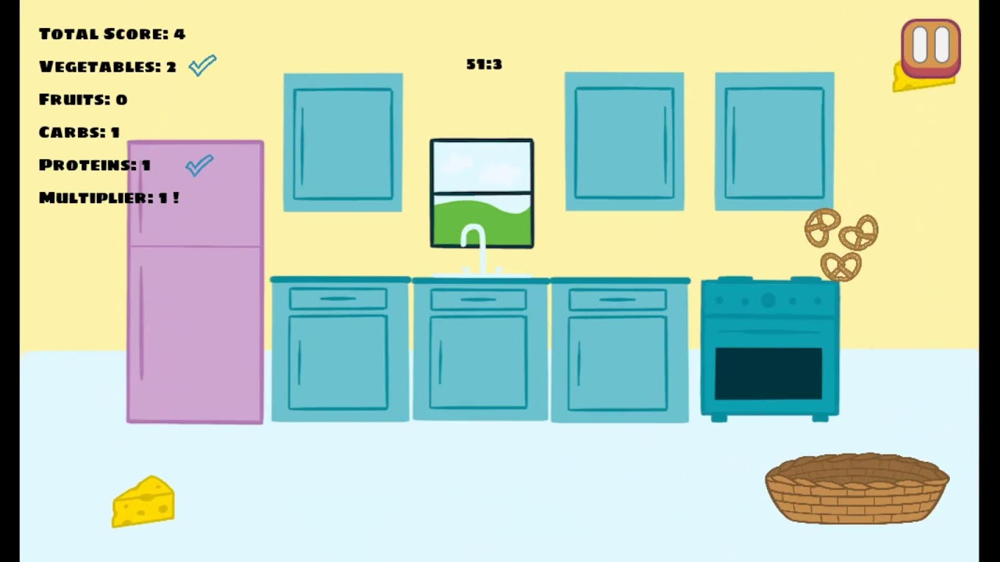 Total Score: 4
Vegetables: 2
51:3
Fruits: 0
Carbs: 1
Proteins: 1
Multiplier: 1 !